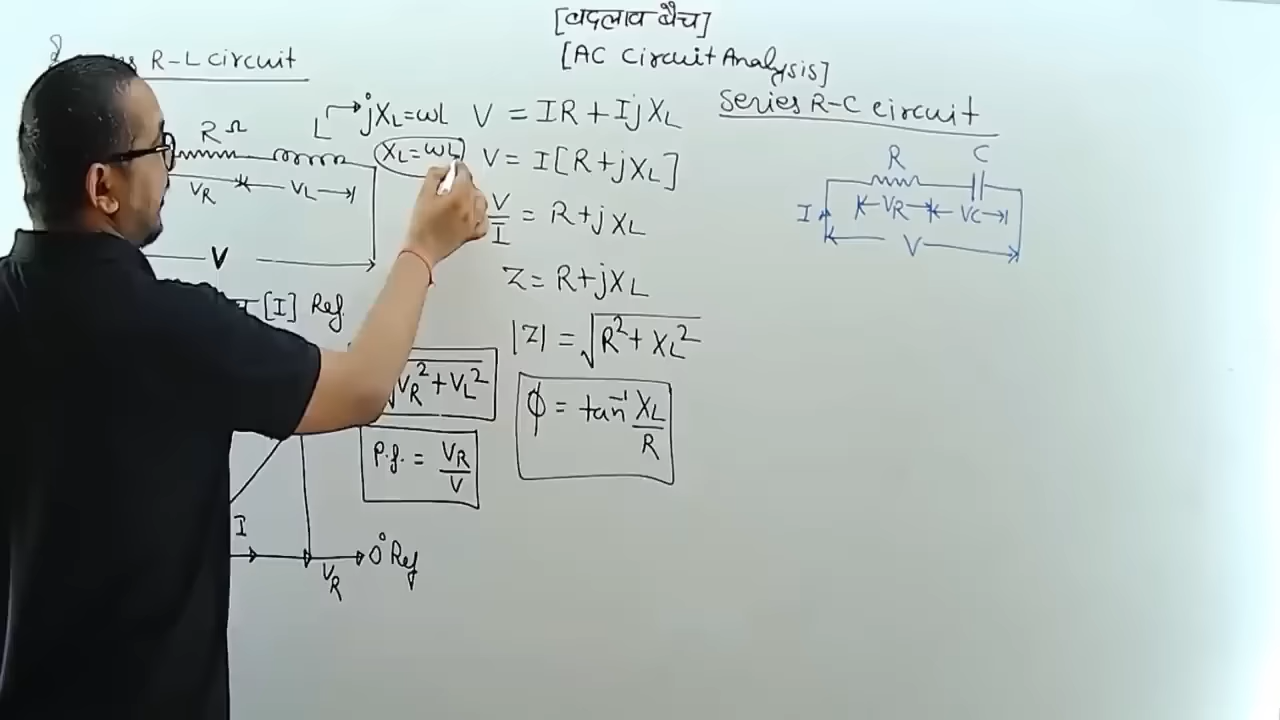 [बदलाव बैच]
[AC Circuit Analysis]
R-L circuit
R Ω
L → jXL = ωL
XL = ωL
VR
VL
V
[I] Ref.
VR² + VL²
P.f. = VR/V
I
VR
0° Ref
V = IR + IjXL
V = I[R + jXL]
V/I = R + jXL
Z = R + jXL
|Z| = √R² + XL²
ϕ = tan⁻¹ XL/R
Series R-C circuit
R
C
I
VR
VC
V